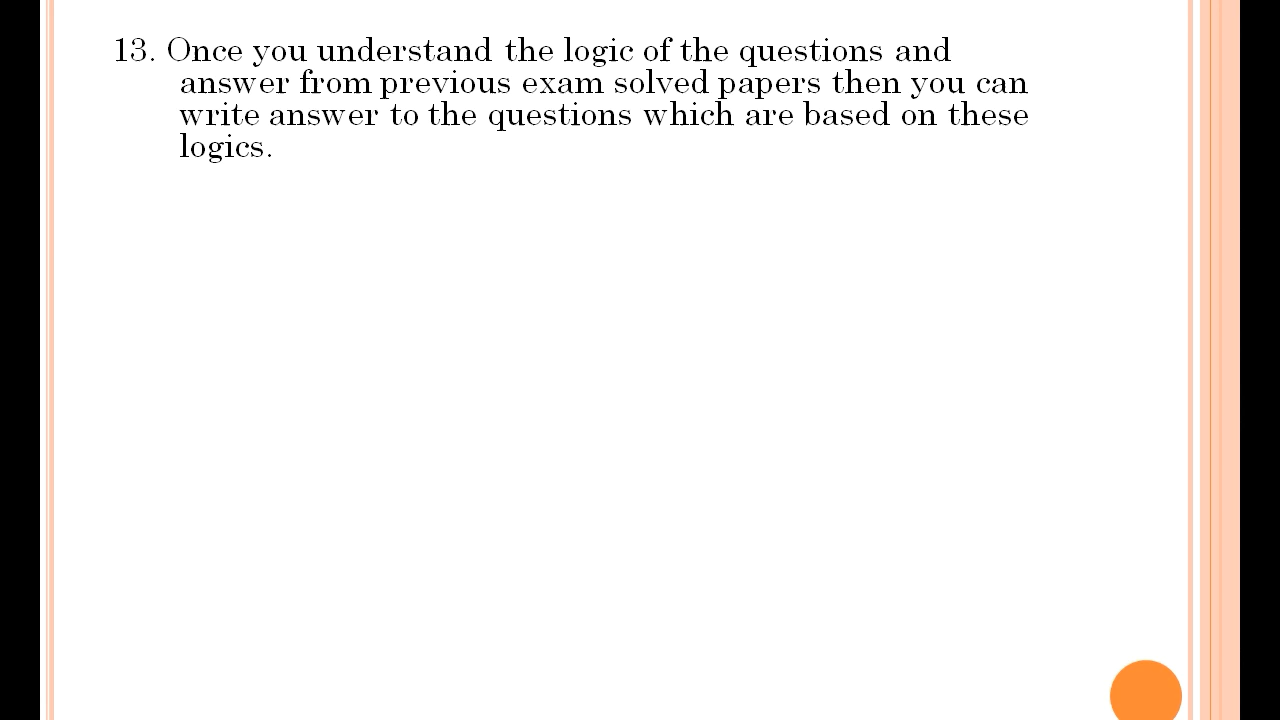 13. Once you understand the logic of the questions and
answer from previous exam solved papers then you can
write answer to the questions which are based on these
logics.